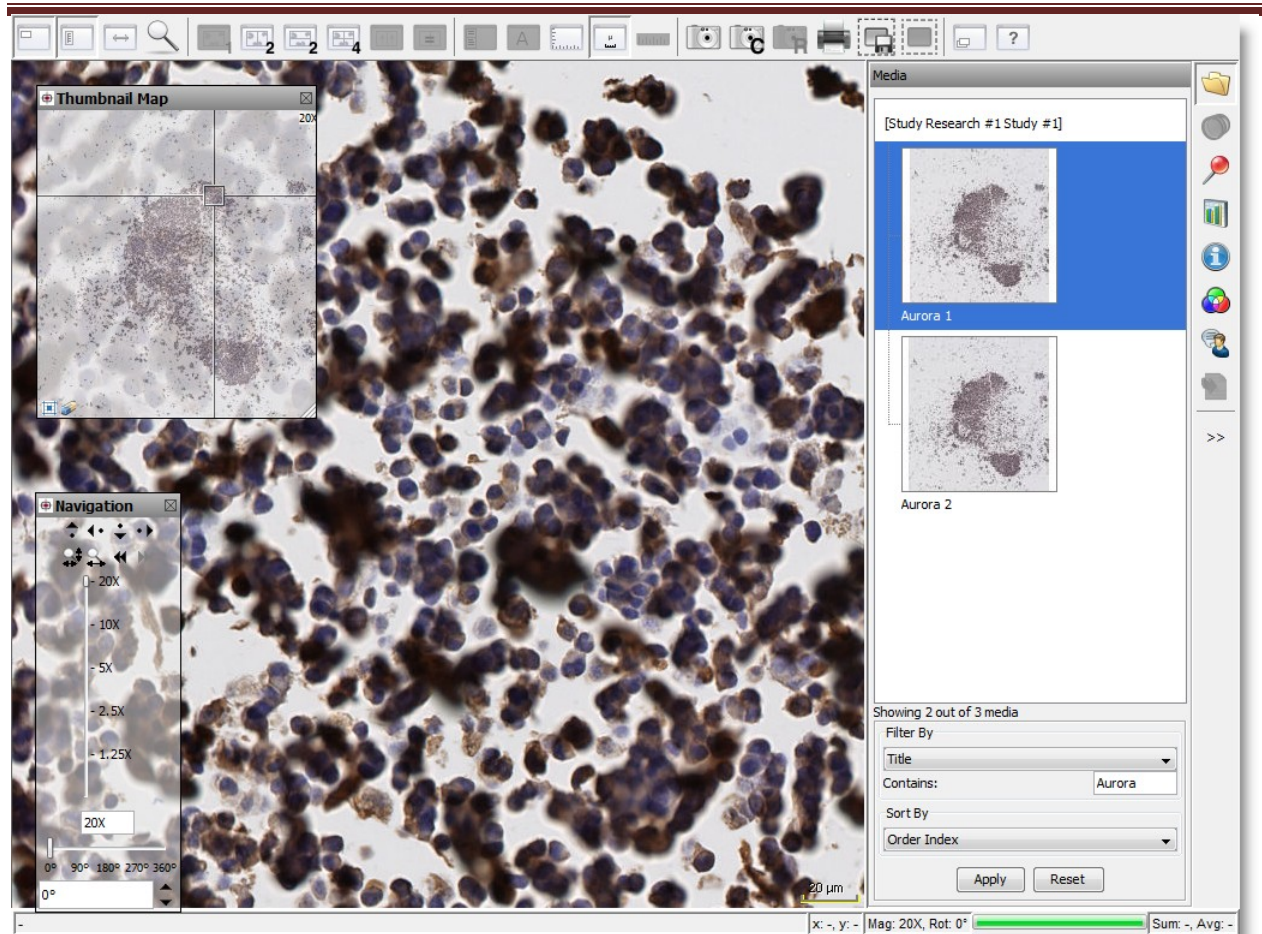 1
2
2
4
=
A
µ
C
R
?
Thumbnail Map
20X
Navigation
- 20X
- 10X
- 5X
- 2.5X
- 1.25X
20X
0° 90° 180° 270° 360°
0°
20 µm
Media
[Study Research #1 Study #1]
Aurora 1
Aurora 2
>>
Showing 2 out of 3 media
Filter By
Title
Contains:
Aurora
Sort By
Order Index
Apply
Reset
-
x: -, y: -
Mag: 20X, Rot: 0°
Sum: -, Avg: -